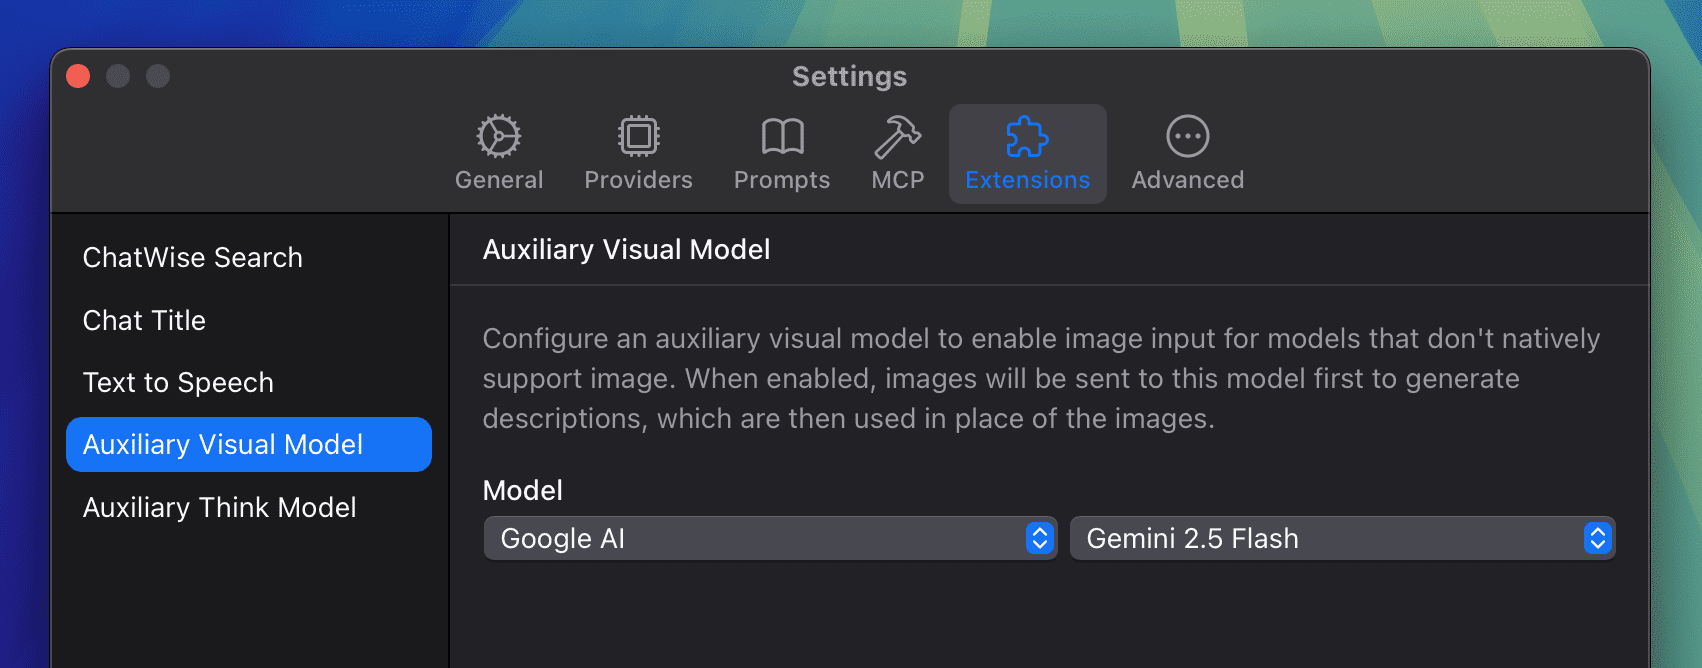 Settings
General
Providers
Prompts
MCP
Extensions
Advanced
ChatWise Search
Chat Title
Text to Speech
Auxiliary Visual Model
Auxiliary Think Model
Auxiliary Visual Model
Configure an auxiliary visual model to enable image input for models that don't natively
support image. When enabled, images will be sent to this model first to generate
descriptions, which are then used in place of the images.
Model
Google AI
Gemini 2.5 Flash